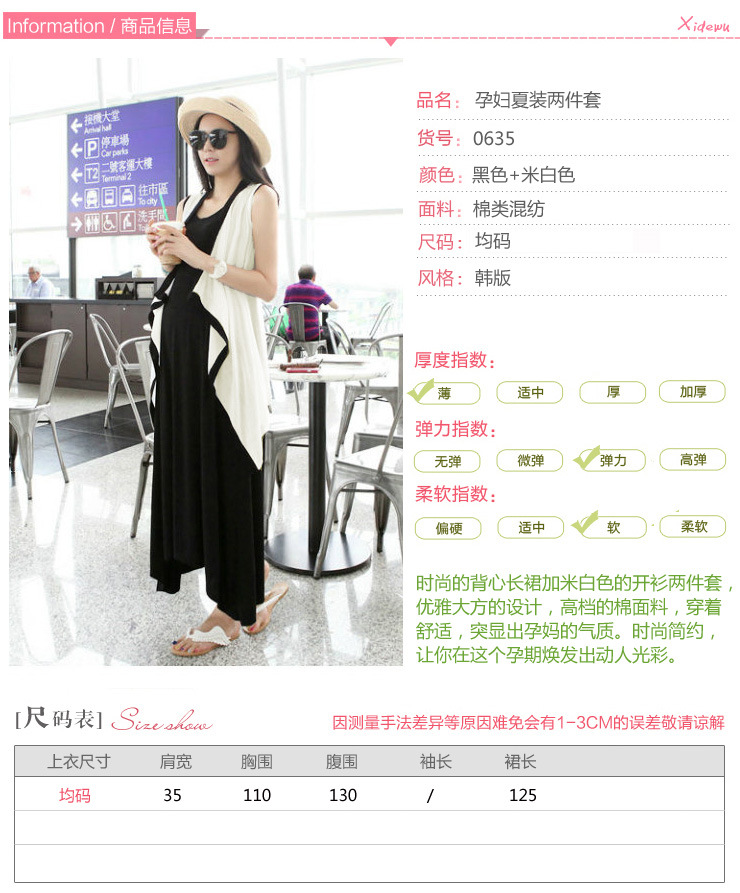 Information / 商品信息
Xidewu
接機大堂
Arrival hall
P 停車場
Car parks
T2 二號客運大樓
Terminal 2
往市區
To city
洗手間
品名： 孕妇夏装两件套
货号： 0635
颜色： 黑色+米白色
面料： 棉类混纺
尺码： 均码
风格： 韩版
厚度指数：
薄 适中 厚 加厚
弹力指数：
无弹 微弹 弹力 高弹
柔软指数：
偏硬 适中 软 柔软
时尚的背心长裙加米白色的开衫两件套，
优雅大方的设计，高档的棉面料，穿着
舒适，突显出孕妈的气质。时尚简约，
让你在这个孕期焕发出动人光彩。
[尺码表] Size show
因测量手法差异等原因难免会有1-3CM的误差敬请谅解
上衣尺寸 肩宽 胸围 腹围 袖长 裙长
均码 35 110 130 / 125